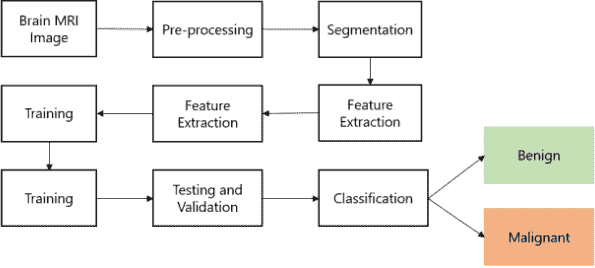 Brain MRI
Image
Pre-processing
Segmentation
Feature
Extraction
Feature
Extraction
Training
Training
Testing and
Validation
Classification
Benign
Malignant